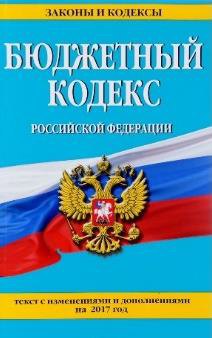 ЗАКОНЫ И КОДЕКСЫ
БЮДЖЕТНЫЙ
КОДЕКС
РОССИЙСКОЙ ФЕДЕРАЦИИ
ТЕКСТ С ИЗМЕНЕНИЯМИ И ДОПОЛНЕНИЯМИ
НА 2017 ГОД